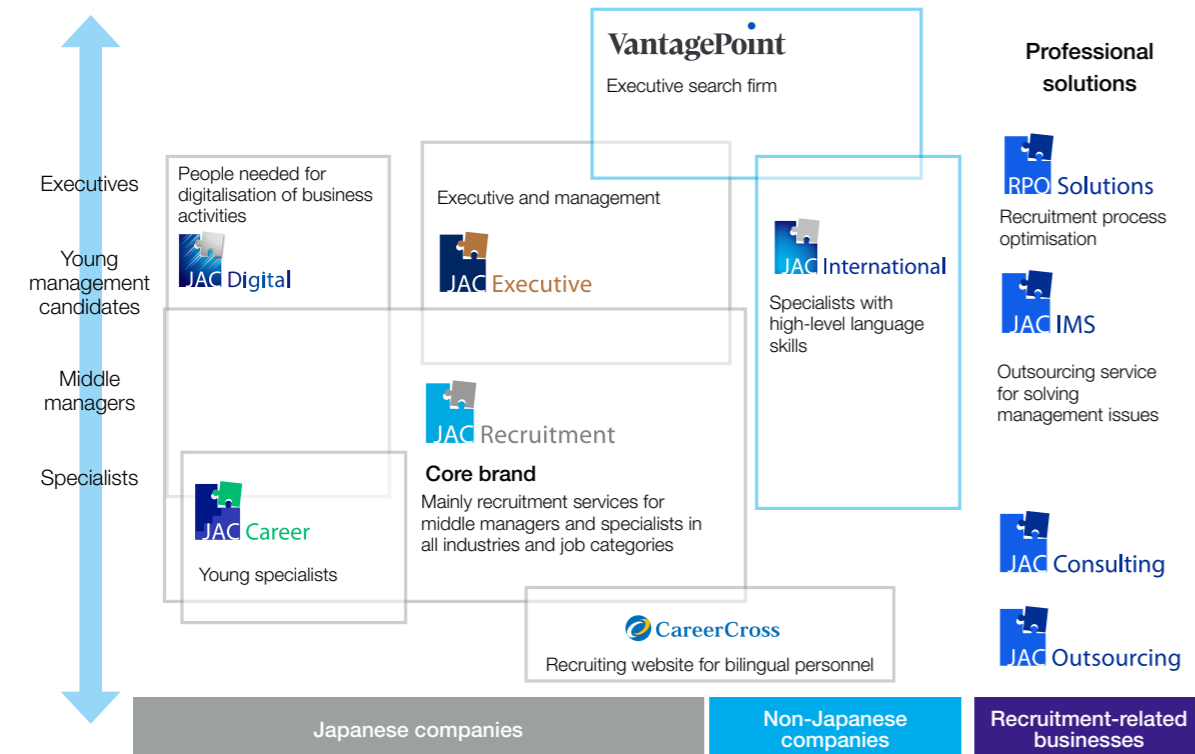 VantagePoint
Executive search firm
Professional
solutions
Executives
Young
management
candidates
Middle
managers
Specialists
People needed for
digitalisation of business
activities
JAC Digital
Executive and management
JAC Executive
JAC International
Specialists with
high-level language
skills
RPO Solutions
Recruitment process
optimisation
JAC IMS
Outsourcing service
for solving
management issues
JAC Recruitment
Core brand
Mainly recruitment services for
middle managers and specialists in
all industries and job categories
JAC Career
Young specialists
JAC Consulting
CareerCross
Recruiting website for bilingual personnel
JAC Outsourcing
Japanese companies
Non-Japanese
companies
Recruitment-related
businesses